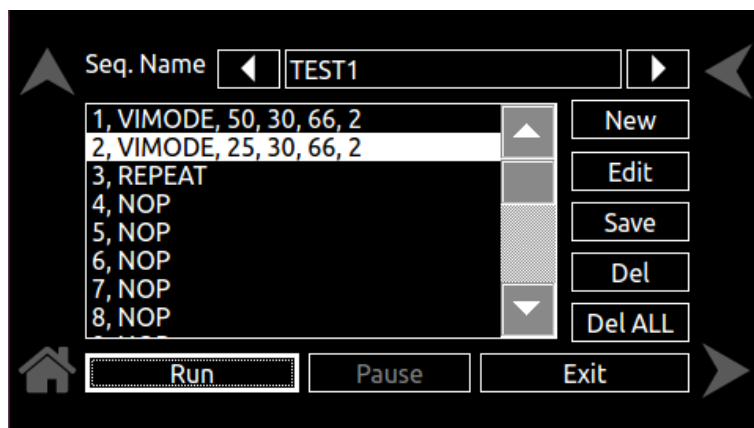 Seq. Name TEST1
1, VIMODE, 50, 30, 66, 2
2, VIMODE, 25, 30, 66, 2
3, REPEAT
4, NOP
5, NOP
6, NOP
7, NOP
8, NOP
New
Edit
Save
Del
Del ALL
Run Pause Exit